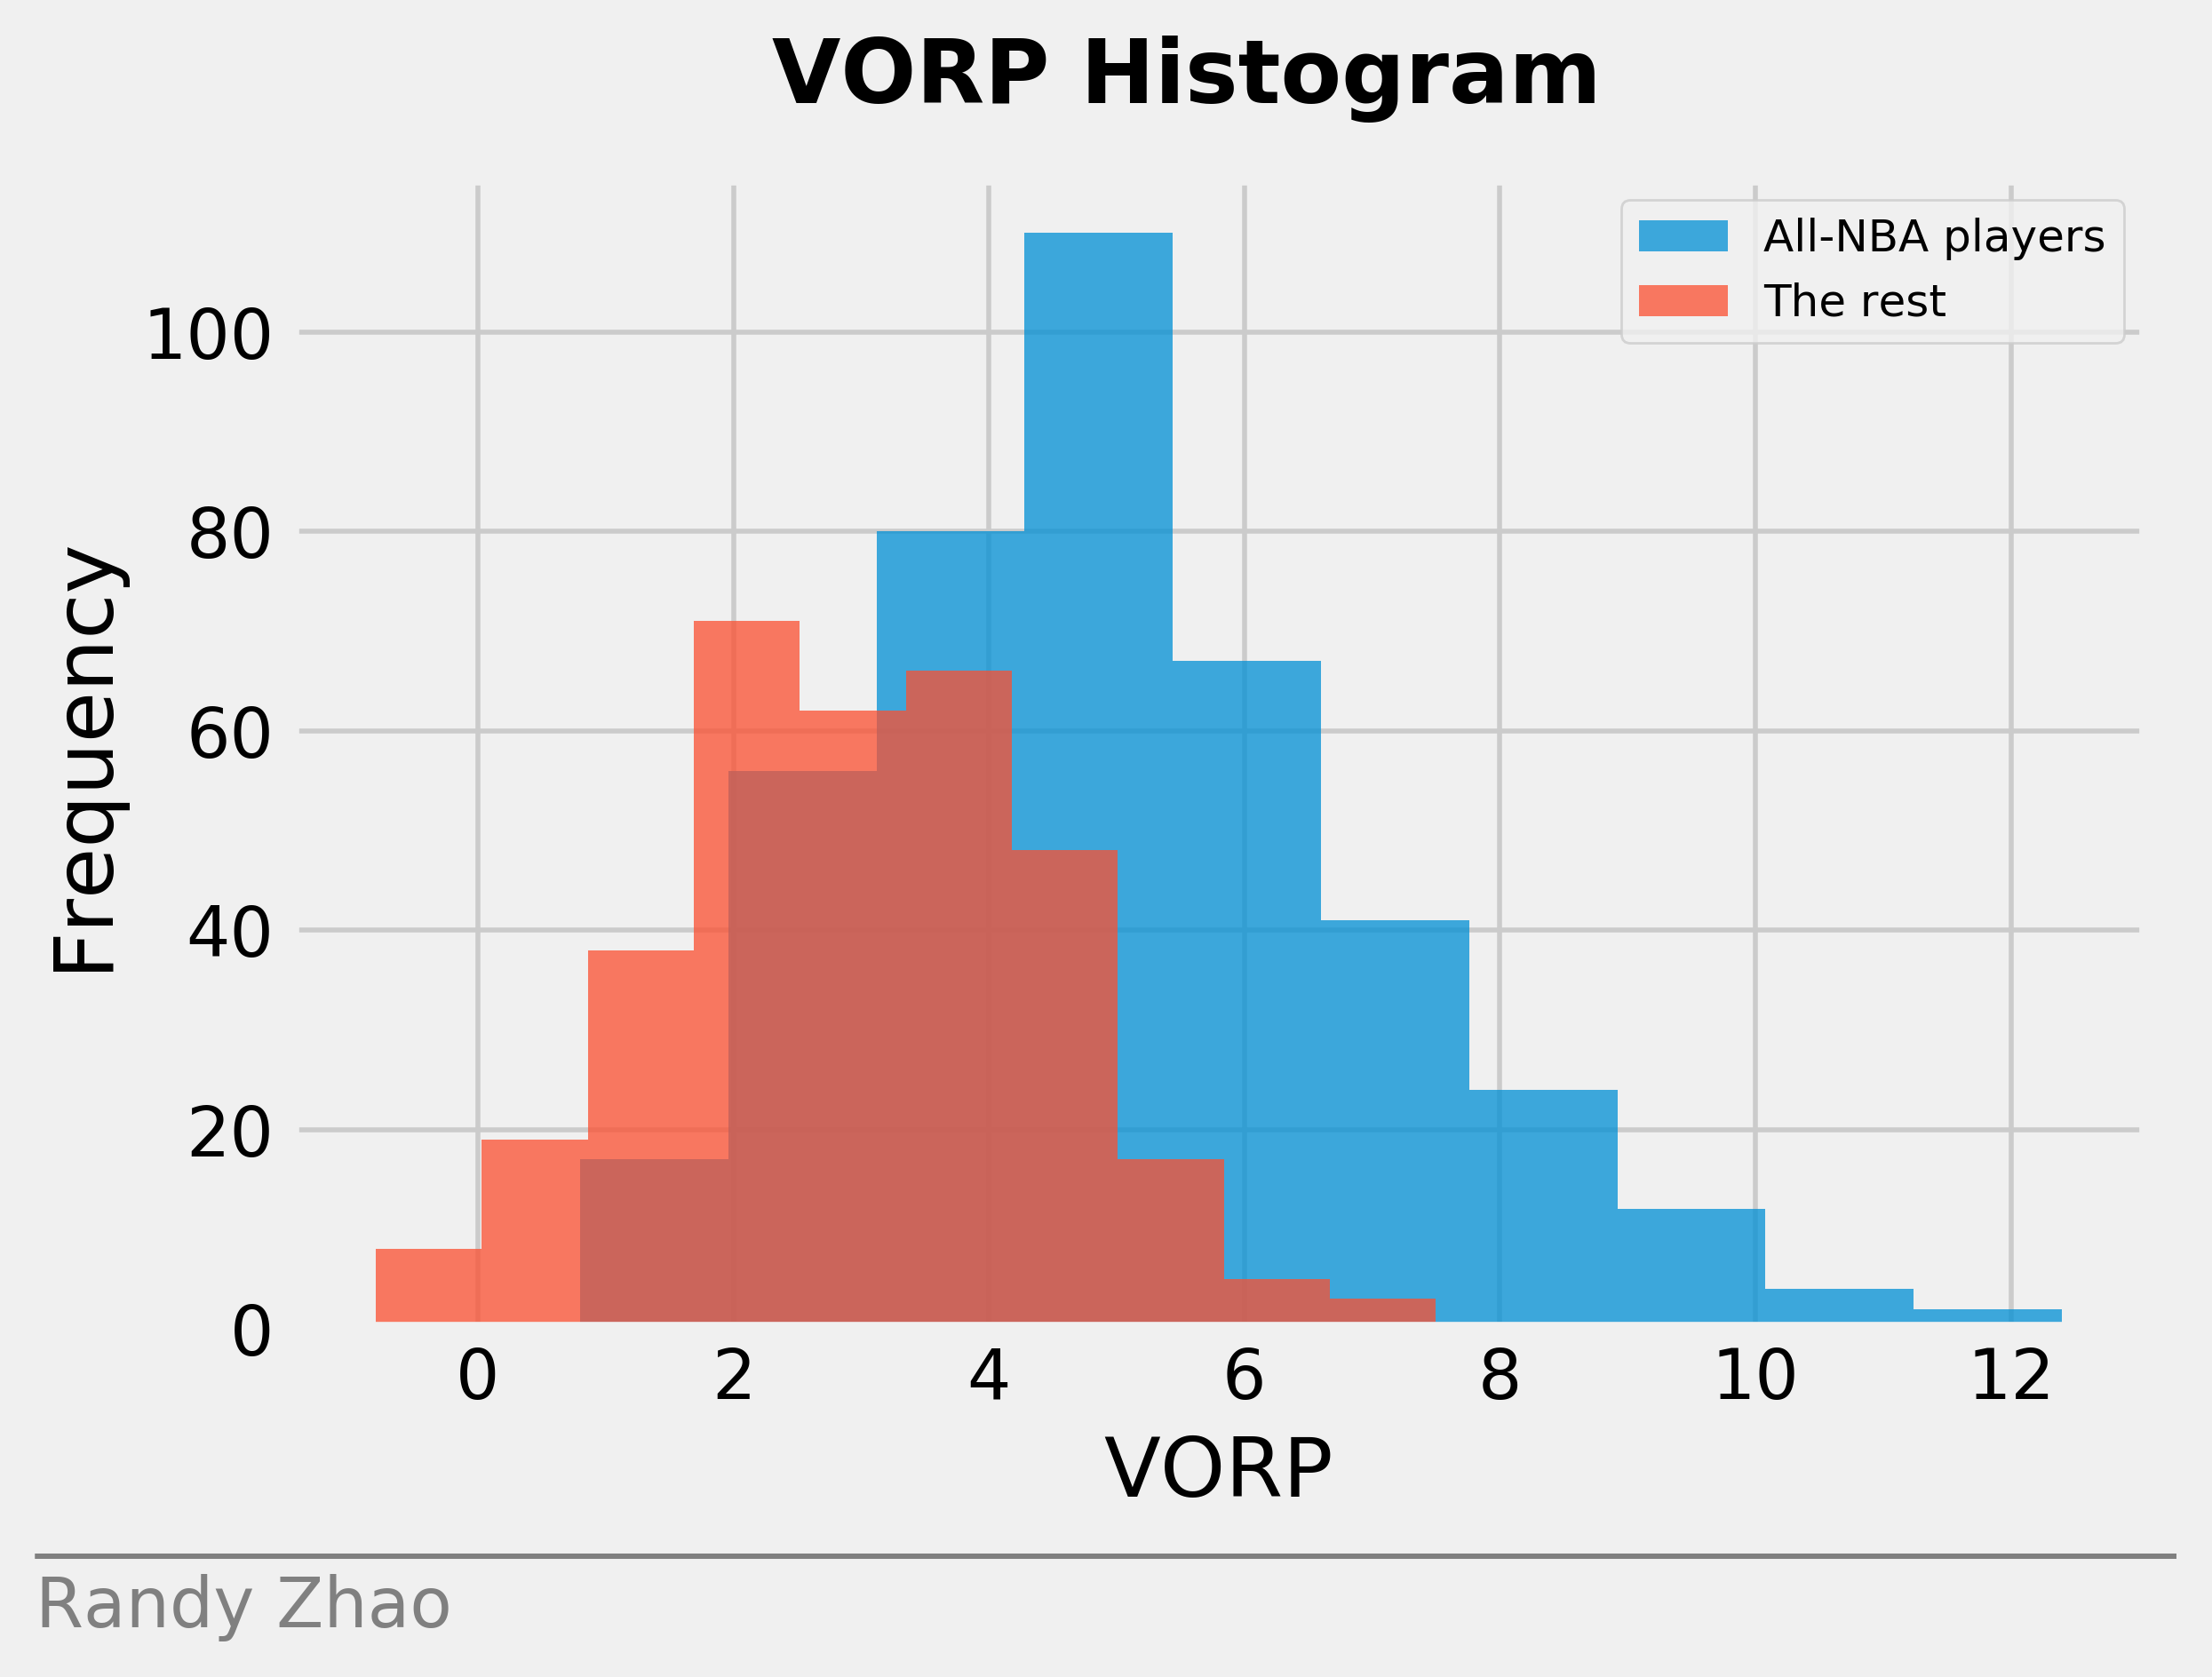 VORP Histogram
All-NBA players
The rest
Frequency
100
80
60
40
20
0
0 2 4 6 8 10 12
VORP
Randy Zhao